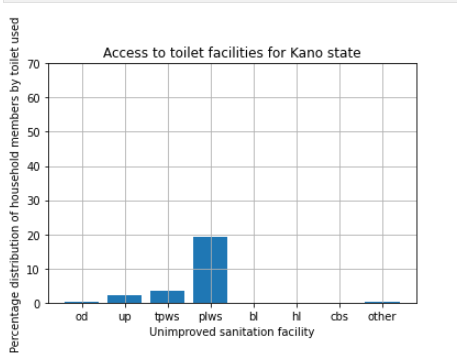 Access to toilet facilities for Kano state
Percentage distribution of household members by toilet used
70
60
50
40
30
20
10
0
od up tpws plws bl hl cbs other
Unimproved sanitation facility